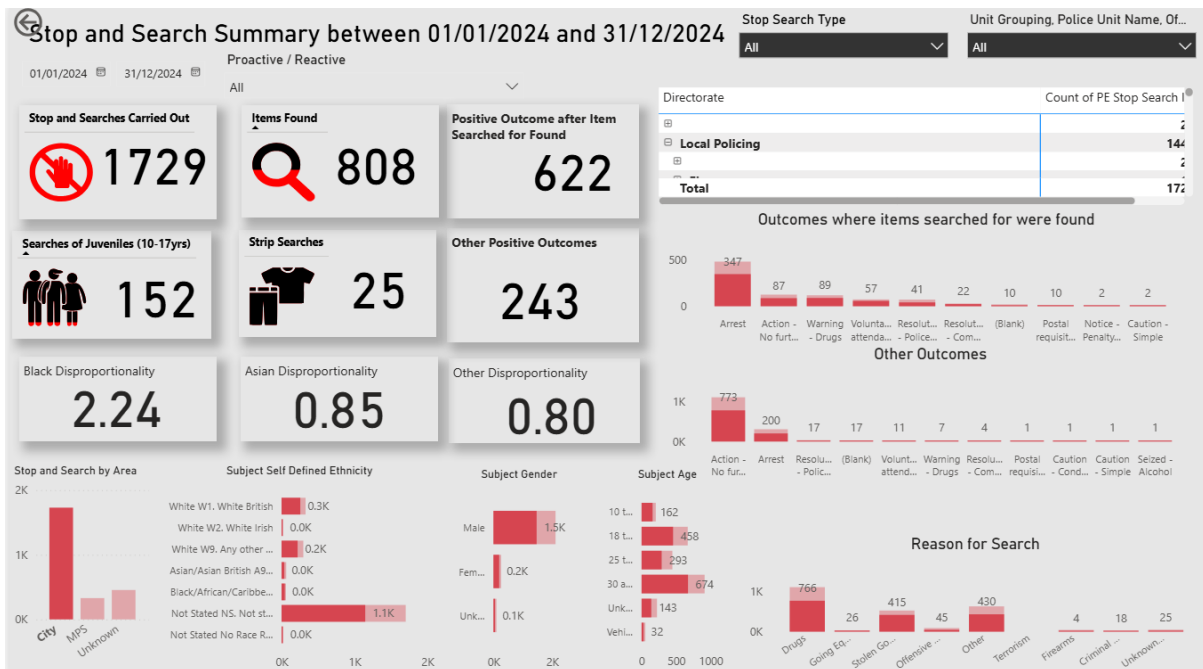 Stop and Search Summary between 01/01/2024 and 31/12/2024
Stop Search Type
All
Unit Grouping, Police Unit Name, Of...
All
01/01/2024
31/12/2024
Proactive / Reactive
All
Stop and Searches Carried Out
1729
Items Found
808
Positive Outcome after Item
Searched for Found
622
Directorate
Count of PE Stop Search
Local Policing
144
Total
172
Searches of Juveniles (10-17yrs)
152
Strip Searches
25
Other Positive Outcomes
243
Black Disproportionality
2.24
Asian Disproportionality
0.85
Other Disproportionality
0.80
Outcomes where items searched for were found
500
0
347
87
89
57
41
22
10
10
2
2
Arrest
Action -
No furt...
Warning
- Drugs
Volunta...
attenda...
Resolut...
- Police...
Resolut...
- Com...
(Blank)
Postal
requisit...
Notice -
Penalty...
Caution -
Simple
Other Outcomes
1K
0K
773
200
17
17
11
7
4
1
1
1
1
Action -
No fur...
Arrest
Resolu...
- Polic...
(Blank)
Volunt...
attend...
Warning
- Drugs
Resolu...
- Com...
Postal
requisi...
Caution
- Cond...
Caution
- Simple
Seized -
Alcohol
Stop and Search by Area
2K
1K
0K
City
MPS
Unknown
Subject Self Defined Ethnicity
White W1. White British
0.3K
White W2. White Irish
0.0K
White W9. Any other ...
0.2K
Asian/Asian British A9...
0.0K
Black/African/Caribbe...
0.0K
Not Stated NS. Not st...
1.1K
Not Stated No Race R...
0.0K
0K
1K
2K
Subject Gender
Male
1.5K
Fem...
0.2K
Unk...
0.1K
0K
2K
Subject Age
10 t...
162
18 t...
458
25 t...
293
30 a...
674
Unk...
143
Vehi...
32
0
500
1000
Reason for Search
1K
0K
766
26
415
45
430
4
18
25
Drugs
Going Eq...
Stolen Go...
Offensive ...
Other
Terrorism
Firearms
Criminal ...
Unknown...